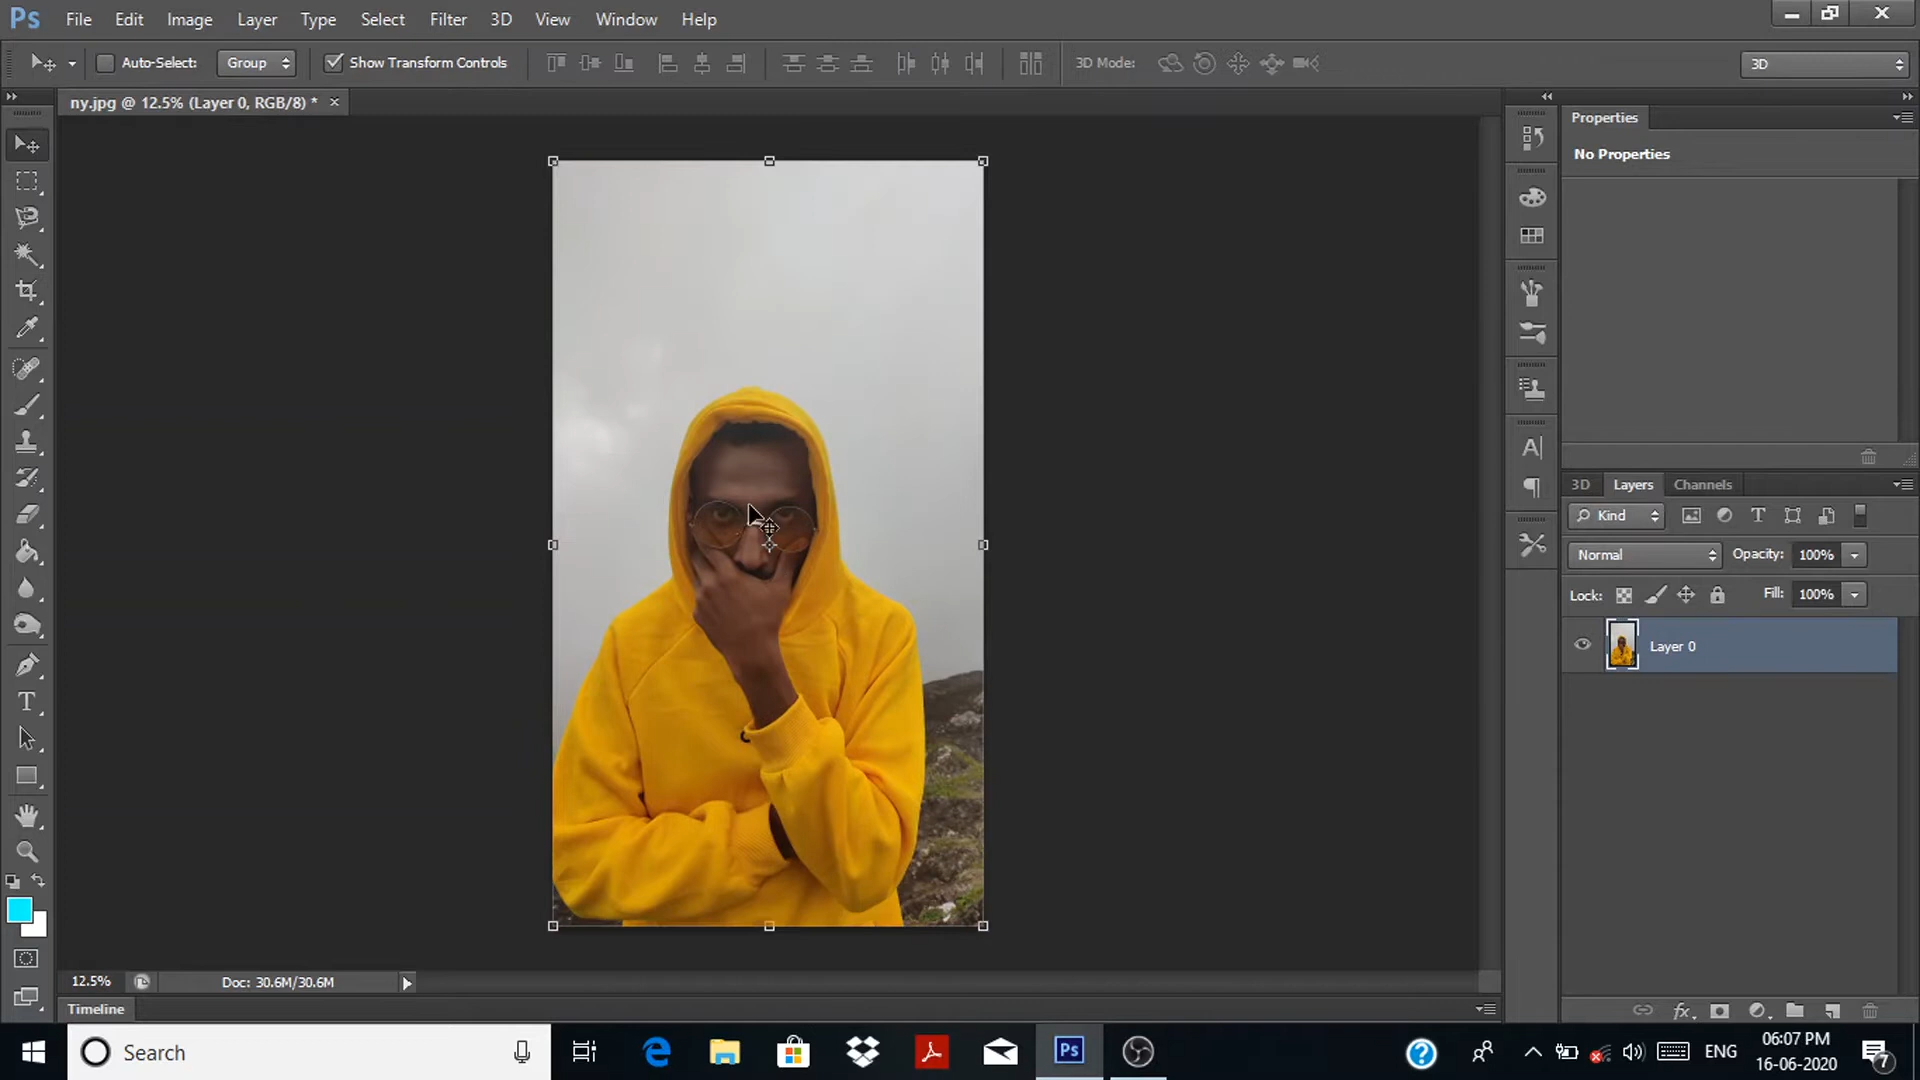 Ps File Edit Image Layer Type Select Filter 3D View Window Help
Auto-Select: Group Show Transform Controls 3D Mode: 3D
ny.jpg @ 12.5% (Layer 0, RGB/8) * ×
Properties
No Properties
3D Layers Channels
Kind
Normal Opacity: 100%
Lock: Fill: 100%
Layer 0
12.5% Doc: 30.6M/30.6M
Timeline
Search Ps ENG 06:07 PM
16-06-2020 7